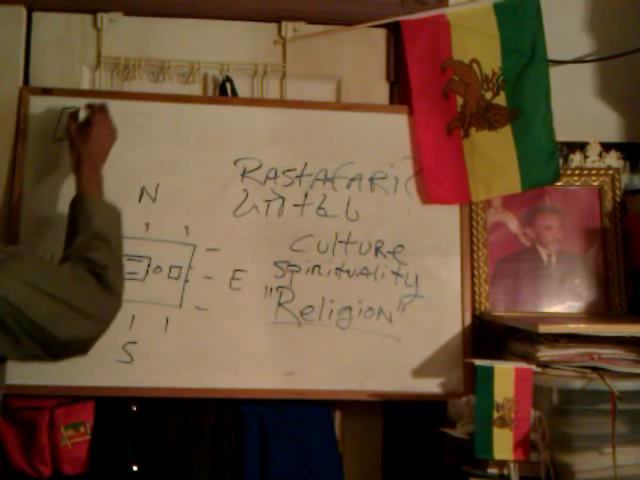 N
RAStAFARI
CuLtuRE
E
SpiRituality
"Religion"
S